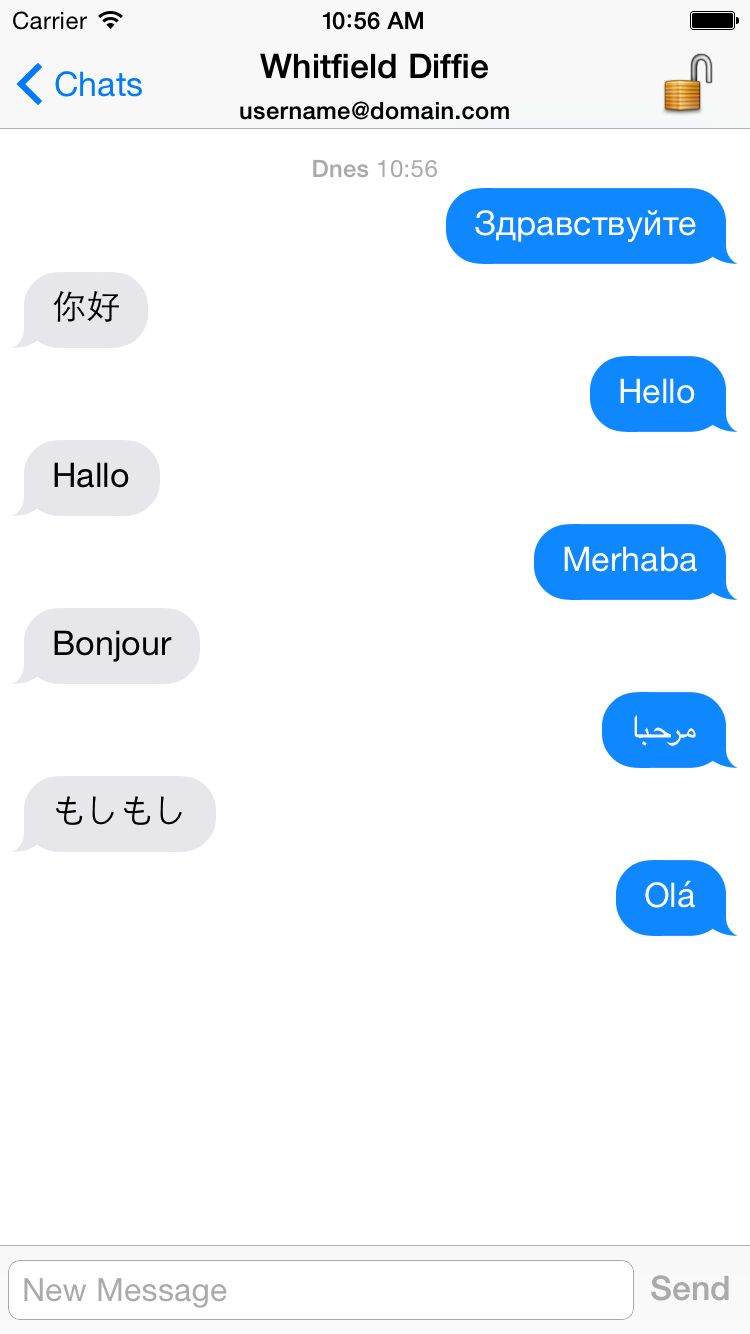 Carrier 10:56 AM
Chats
Whitfield Diffie
username@domain.com
Dnes 10:56
Здравствуйте
你好
Hello
Hallo
Merhaba
Bonjour
مرحبا
もしもし
Olá
New Message Send